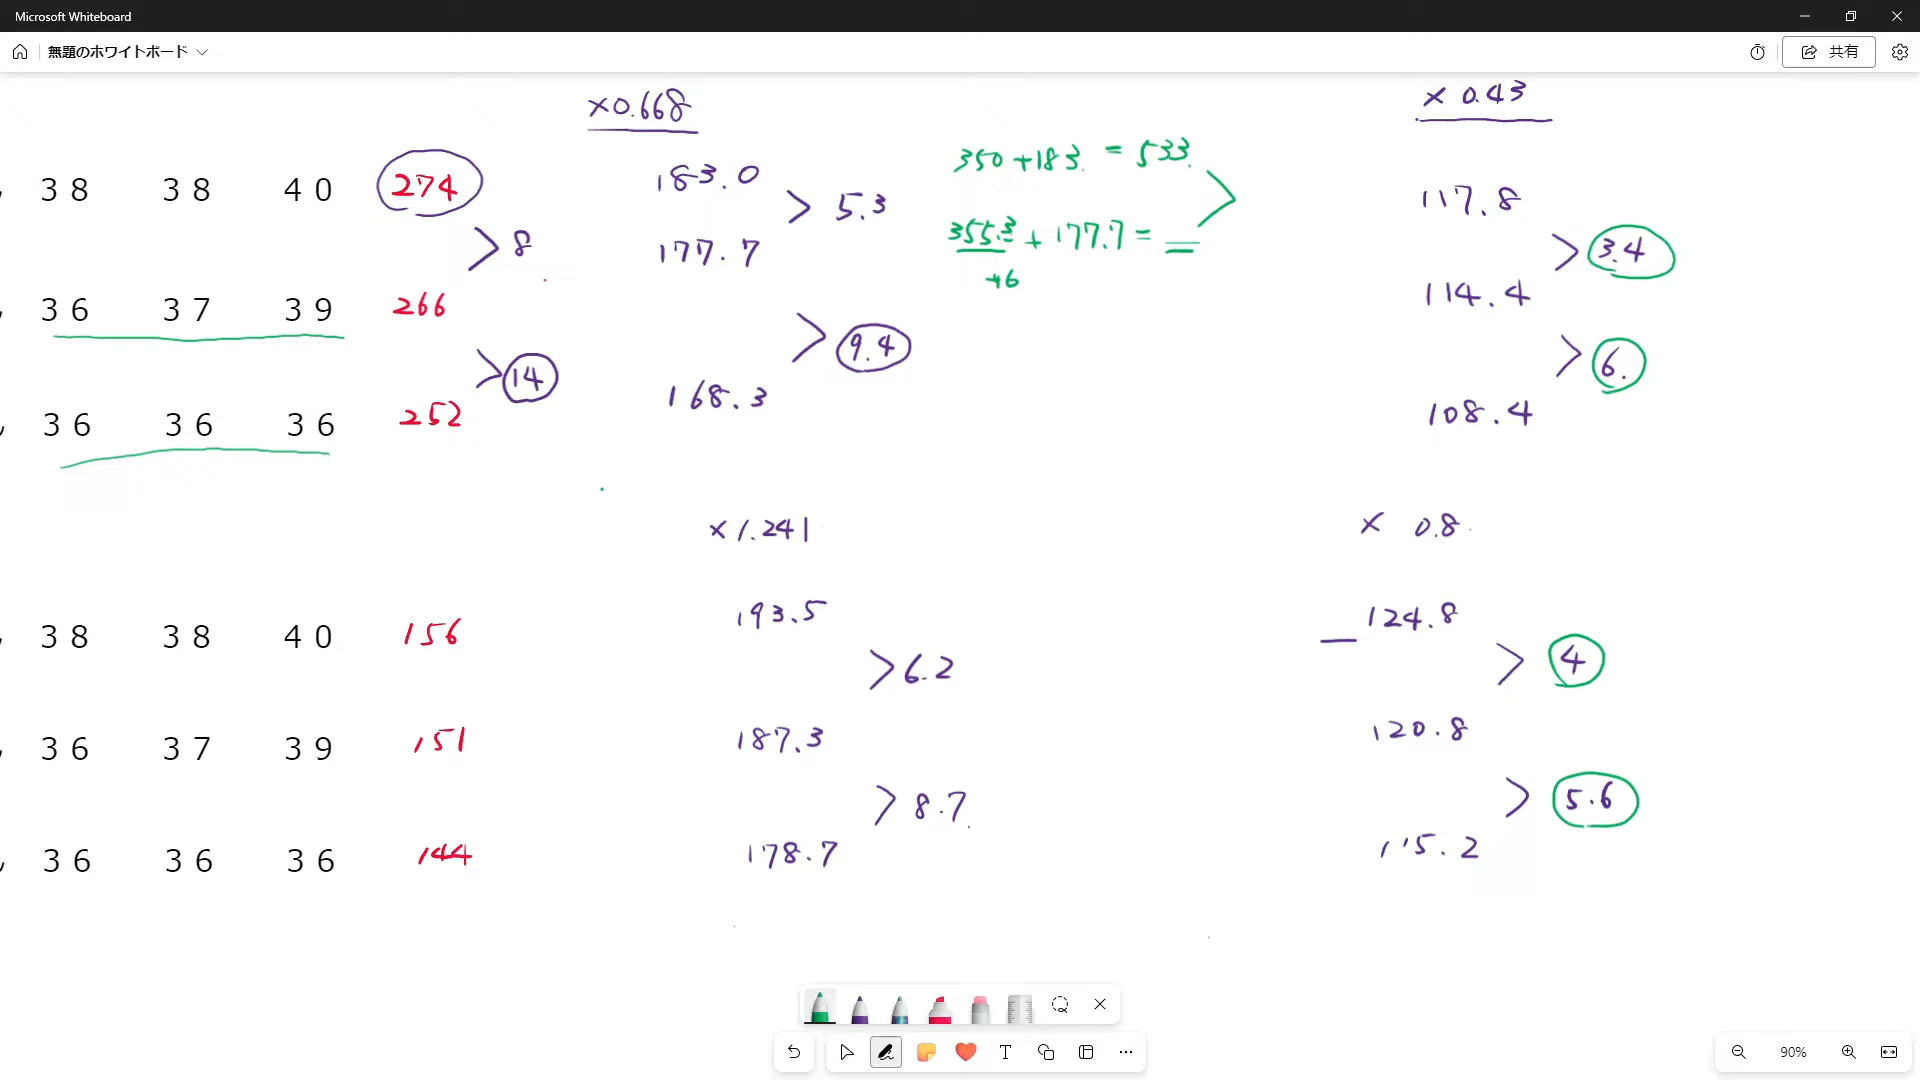 Microsoft Whiteboard
無題のホワイトボード
共有
×0.668
× 0.43
38 38 40 274 183.0 > 5.3 350+183. = 533. 117.8
> 8 177.7 355.3 + 177.7 = > 3.4
+6
36 37 39 266 > 9.4 114.4
> 14 > 6.
36 36 36 252 168.3 108.4
×1.241 × 0.8
38 38 40 156 193.5 124.8
> 6.2 > 4
36 37 39 151 187.3 120.8
> 8.7 > 5.6
36 36 36 144 178.7 115.2
T
90%